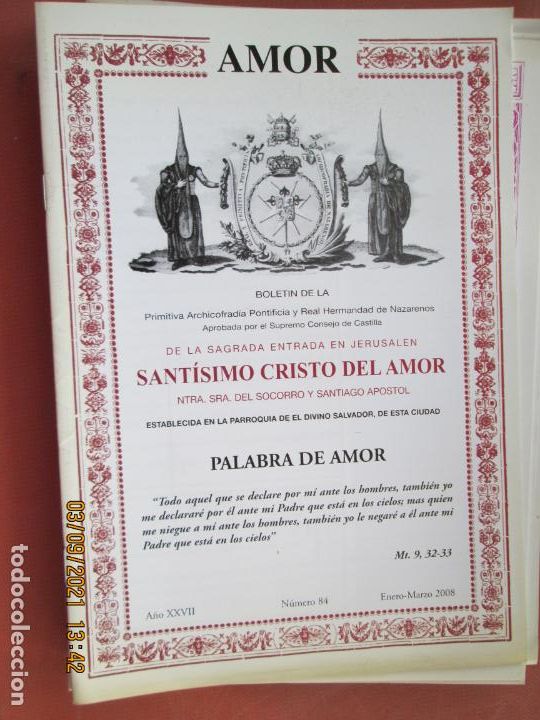 AMOR
BOLETIN DE LA
Primitiva Archicofradía Pontificia y Real Hermandad de Nazarenos
Aprobada por el Supremo Consejo de Castilla
DE LA SAGRADA ENTRADA EN JERUSALEN
SANTÍSIMO CRISTO DEL AMOR
NTRA. SRA. DEL SOCORRO Y SANTIAGO APOSTOL
ESTABLECIDA EN LA PARROQUIA DE EL DIVINO SALVADOR, DE ESTA CIUDAD
PALABRA DE AMOR
"Todo aquel que se declare por mí ante los hombres, también yo
me declararé por él ante mi Padre que está en los cielos; mas quien
me niegue a mí ante los hombres, también yo le negaré a él ante mi
Padre que está en los cielos"
Mt. 9, 32-33
Año XXVII
Número 84
Enero-Marzo 2008
03/09/2021 13:42
todocoleccion.net